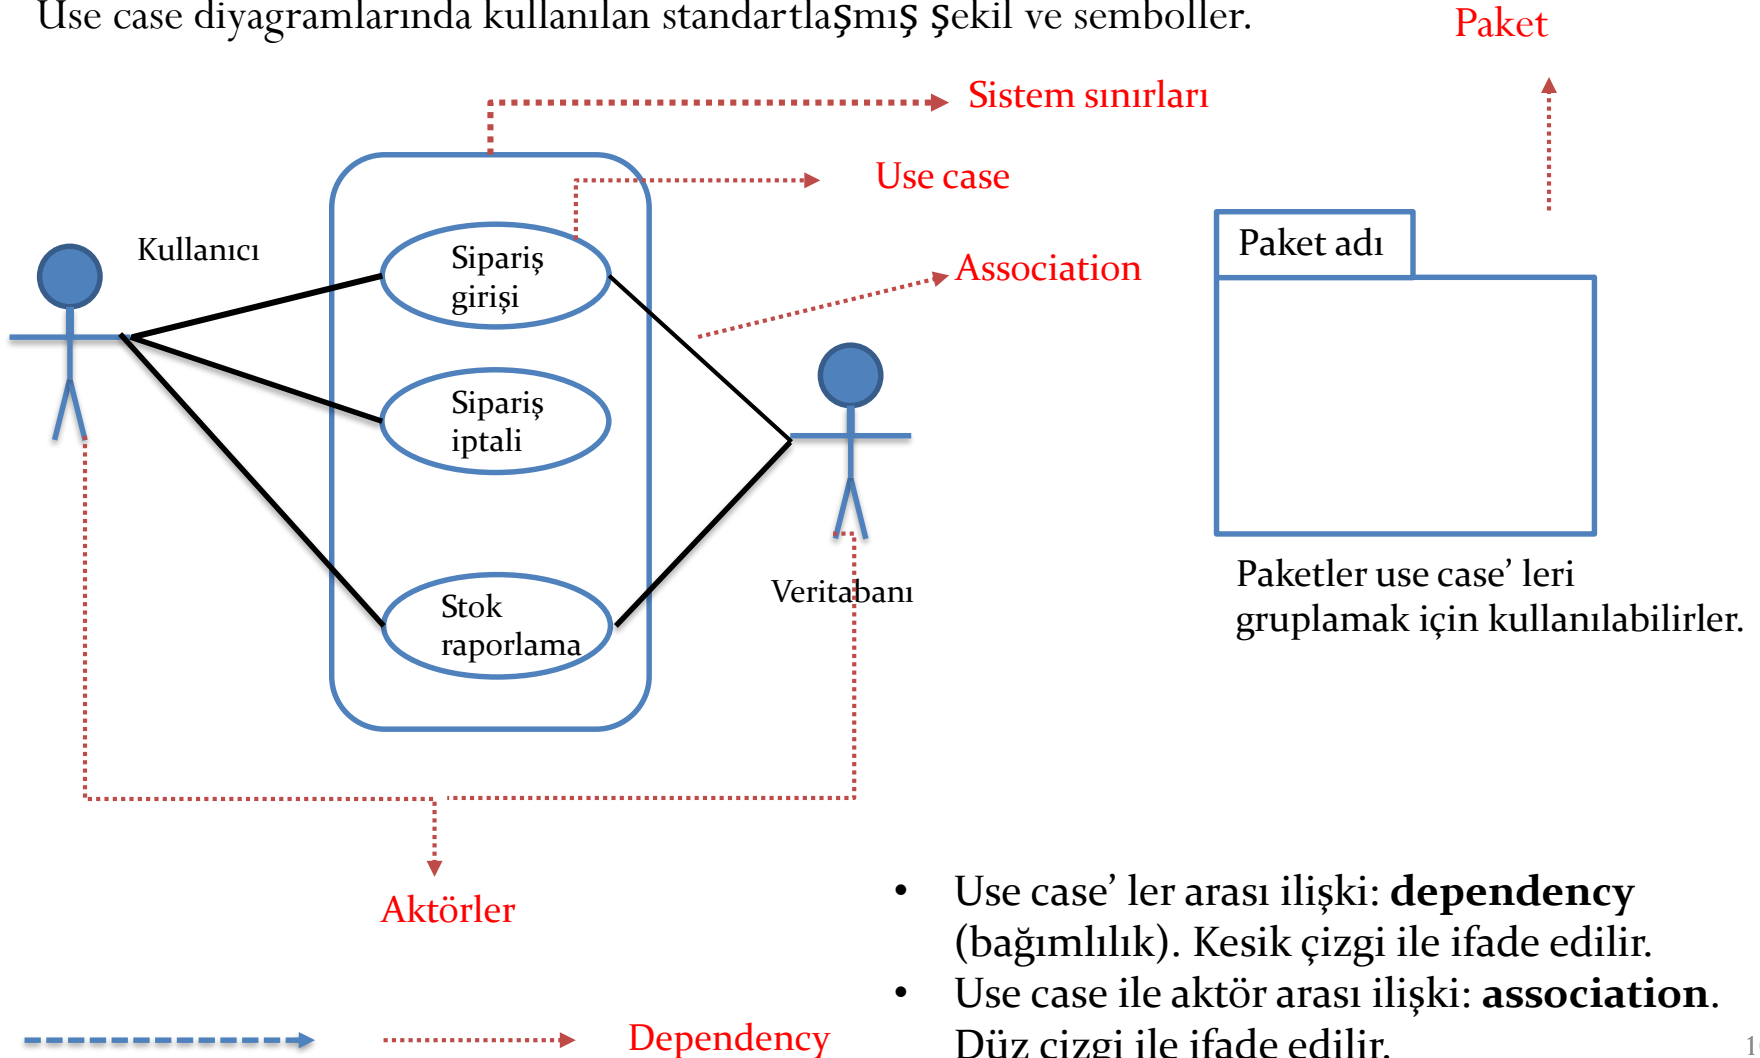 Use case diyagramlarında kullanılan standartlaşmış şekil ve semboller.
Paket
Sistem sınırları
Use case
Kullanıcı
Sipariş
girişi
Association
Paket adı
Sipariş
iptali
Veritabanı
Stok
raporlama
Paketler use case’ leri
gruplamak için kullanılabilirler.
Aktörler
• Use case’ ler arası ilişki: dependency
(bağımlılık). Kesik çizgi ile ifade edilir.
• Use case ile aktör arası ilişki: association.
Düz çizgi ile ifade edilir.
Dependency